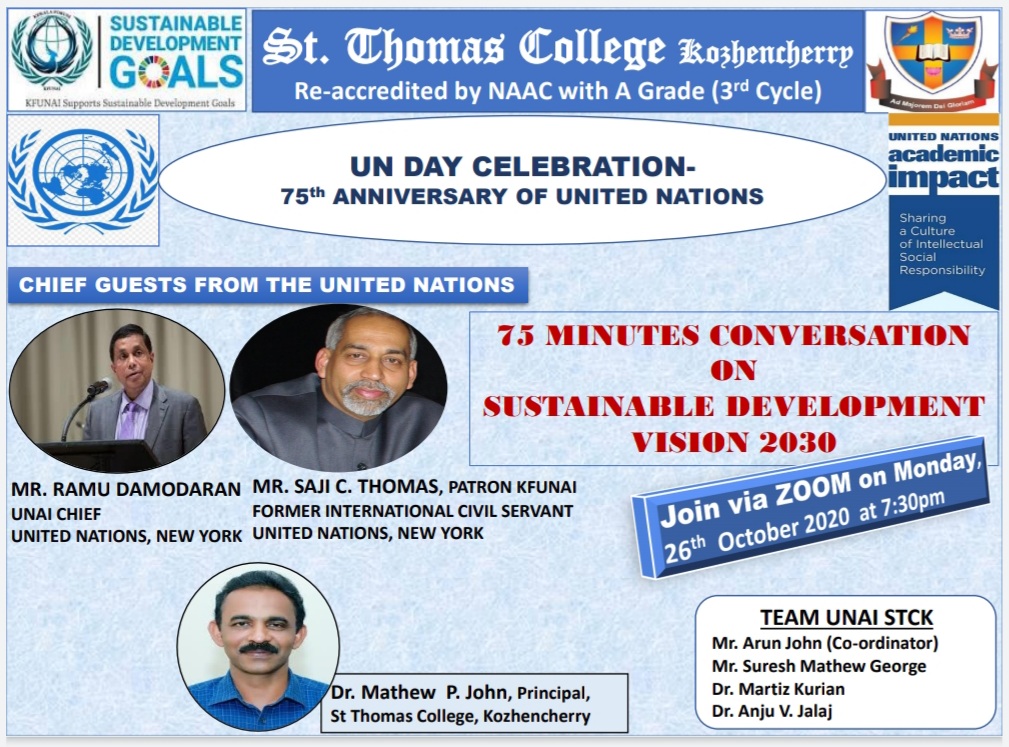 SUSTAINABLE
DEVELOPMENT
GOALS
KFUNAI
KFUNAI Supports Sustainable Development Goals
St. Thomas College Kozhencherry
Re-accredited by NAAC with A Grade (3rd Cycle)
Ad Majorem Dei Gloriam
UN DAY CELEBRATION-
75th ANNIVERSARY OF UNITED NATIONS
UNITED NATIONS
academic
impact
Sharing
a Culture
of Intellectual
Social
Responsibility
CHIEF GUESTS FROM THE UNITED NATIONS
75 MINUTES CONVERSATION
ON
SUSTAINABLE DEVELOPMENT
VISION 2030
Join via ZOOM on Monday,
26th October 2020 at 7:30pm
MR. RAMU DAMODARAN
UNAI CHIEF
UNITED NATIONS, NEW YORK
MR. SAJI C. THOMAS, PATRON KFUNAI
FORMER INTERNATIONAL CIVIL SERVANT
UNITED NATIONS, NEW YORK
Dr. Mathew P. John, Principal,
St Thomas College, Kozhencherry
TEAM UNAI STCK
Mr. Arun John (Co-ordinator)
Mr. Suresh Mathew George
Dr. Martiz Kurian
Dr. Anju V. Jalaj